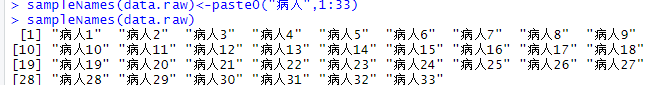 > sampleNames(data.raw)<-paste0("病人",1:33)
> sampleNames(data.raw)
[1] "病人1" "病人2" "病人3" "病人4" "病人5" "病人6" "病人7" "病人8" "病人9"
[10] "病人10" "病人11" "病人12" "病人13" "病人14" "病人15" "病人16" "病人17" "病人18"
[19] "病人19" "病人20" "病人21" "病人22" "病人23" "病人24" "病人25" "病人26" "病人27"
[28] "病人28" "病人29" "病人30" "病人31" "病人32" "病人33"